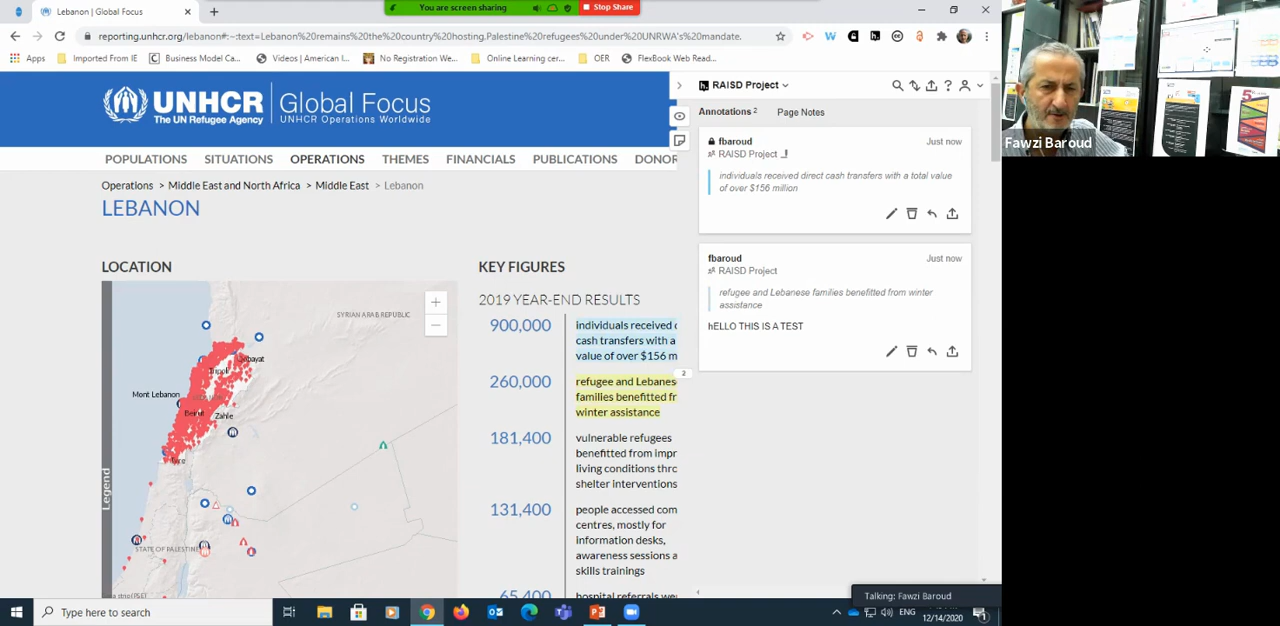 Lebanon | Global Focus
You are screen sharing
Stop Share
reporting.unhcr.org/lebanon#:~:text=Lebanon%20remains%20the%20country%20hosting,Palestine%20refugees%20under%20UNRWA's%20mandate.
Apps
Imported From IE
Business Model Ca...
Videos | American I...
No Registration We...
Online Learning cer...
OER
FlexBook Web Read...
UNHCR
The UN Refugee Agency
Global Focus
UNHCR Operations Worldwide
POPULATIONS SITUATIONS OPERATIONS THEMES FINANCIALS PUBLICATIONS DONOR
Operations > Middle East and North Africa > Middle East > Lebanon
LEBANON
LOCATION
SYRIAN ARAB REPUBLIC
Tripoli
Mont Lebanon
Beirut
Zahle
STATE OF PALESTINE
Legend
KEY FIGURES
2019 YEAR-END RESULTS
900,000
individuals received
cash transfers with a
value of over $156 m
260,000
refugee and Lebanes
families benefitted fr
winter assistance
2
181,400
vulnerable refugees
benefitted from impr
living conditions thro
shelter interventions
131,400
people accessed com
centres, mostly for
information desks,
awareness sessions a
skills trainings
65,400
hospital referrals we
RAISD Project
Annotations 2
Page Notes
fbaroud
Just now
RAISD Project
individuals received direct cash transfers with a total value
of over $156 million
fbaroud
Just now
RAISD Project
refugee and Lebanese families benefitted from winter
assistance
hELLO THIS IS A TEST
Fawzi Baroud
Talking: Fawzi Baroud
Type here to search
ENG
12/14/2020